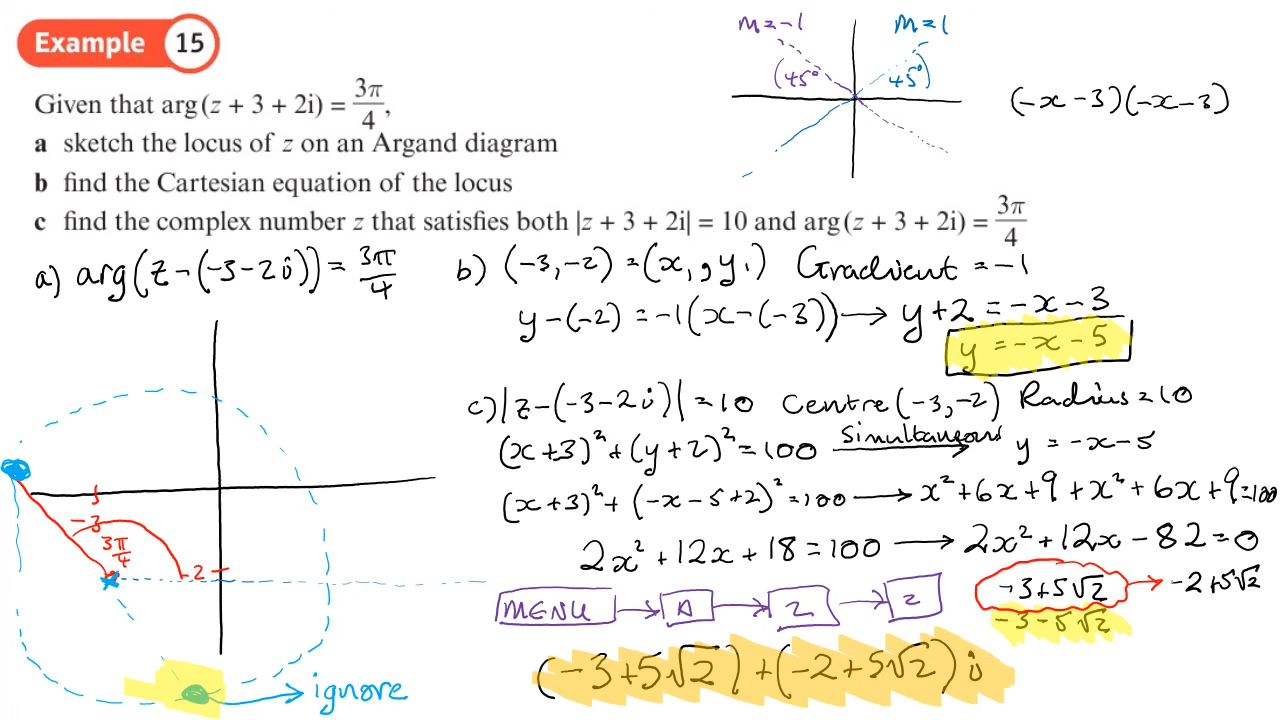 Example 15
Given that arg (z + 3 + 2i) = 3π/4,
a sketch the locus of z on an Argand diagram
b find the Cartesian equation of the locus
c find the complex number z that satisfies both |z + 3 + 2i| = 10 and arg (z + 3 + 2i) = 3π/4
m=-1
m=1
45°
45°
(-x-3)(-x-3)
a) arg(z-(-3-2i)) = 3π/4
-3
3π/4
-2
ignore
b) (-3,-2) = (x₁, y₁) Gradient = -1
y-(-2) = -1(x-(-3)) → y+2 = -x-3
y = -x-5
c) |z-(-3-2i)| = 10 Centre (-3,-2) Radius = 10
(x+3)² + (y+2)² = 100 simultaneous → y = -x-5
(x+3)² + (-x-5+2)² = 100 → x²+6x+9+x²+6x+9=100
2x²+12x+18=100 → 2x²+12x-82=0
MENU → A → 2 → 2
-3+5√2 → -2+5√2
-3-5√2
(-3+5√2)+(-2+5√2)i